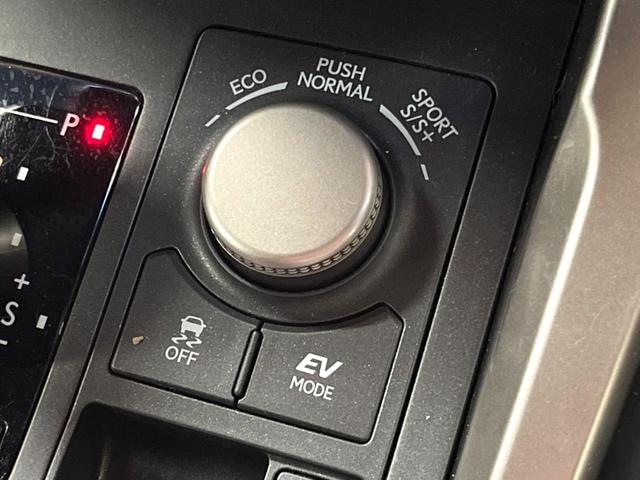 ECO
PUSH
NORMAL
SPORT
S/S+
P
+
S
OFF
EV
MODE